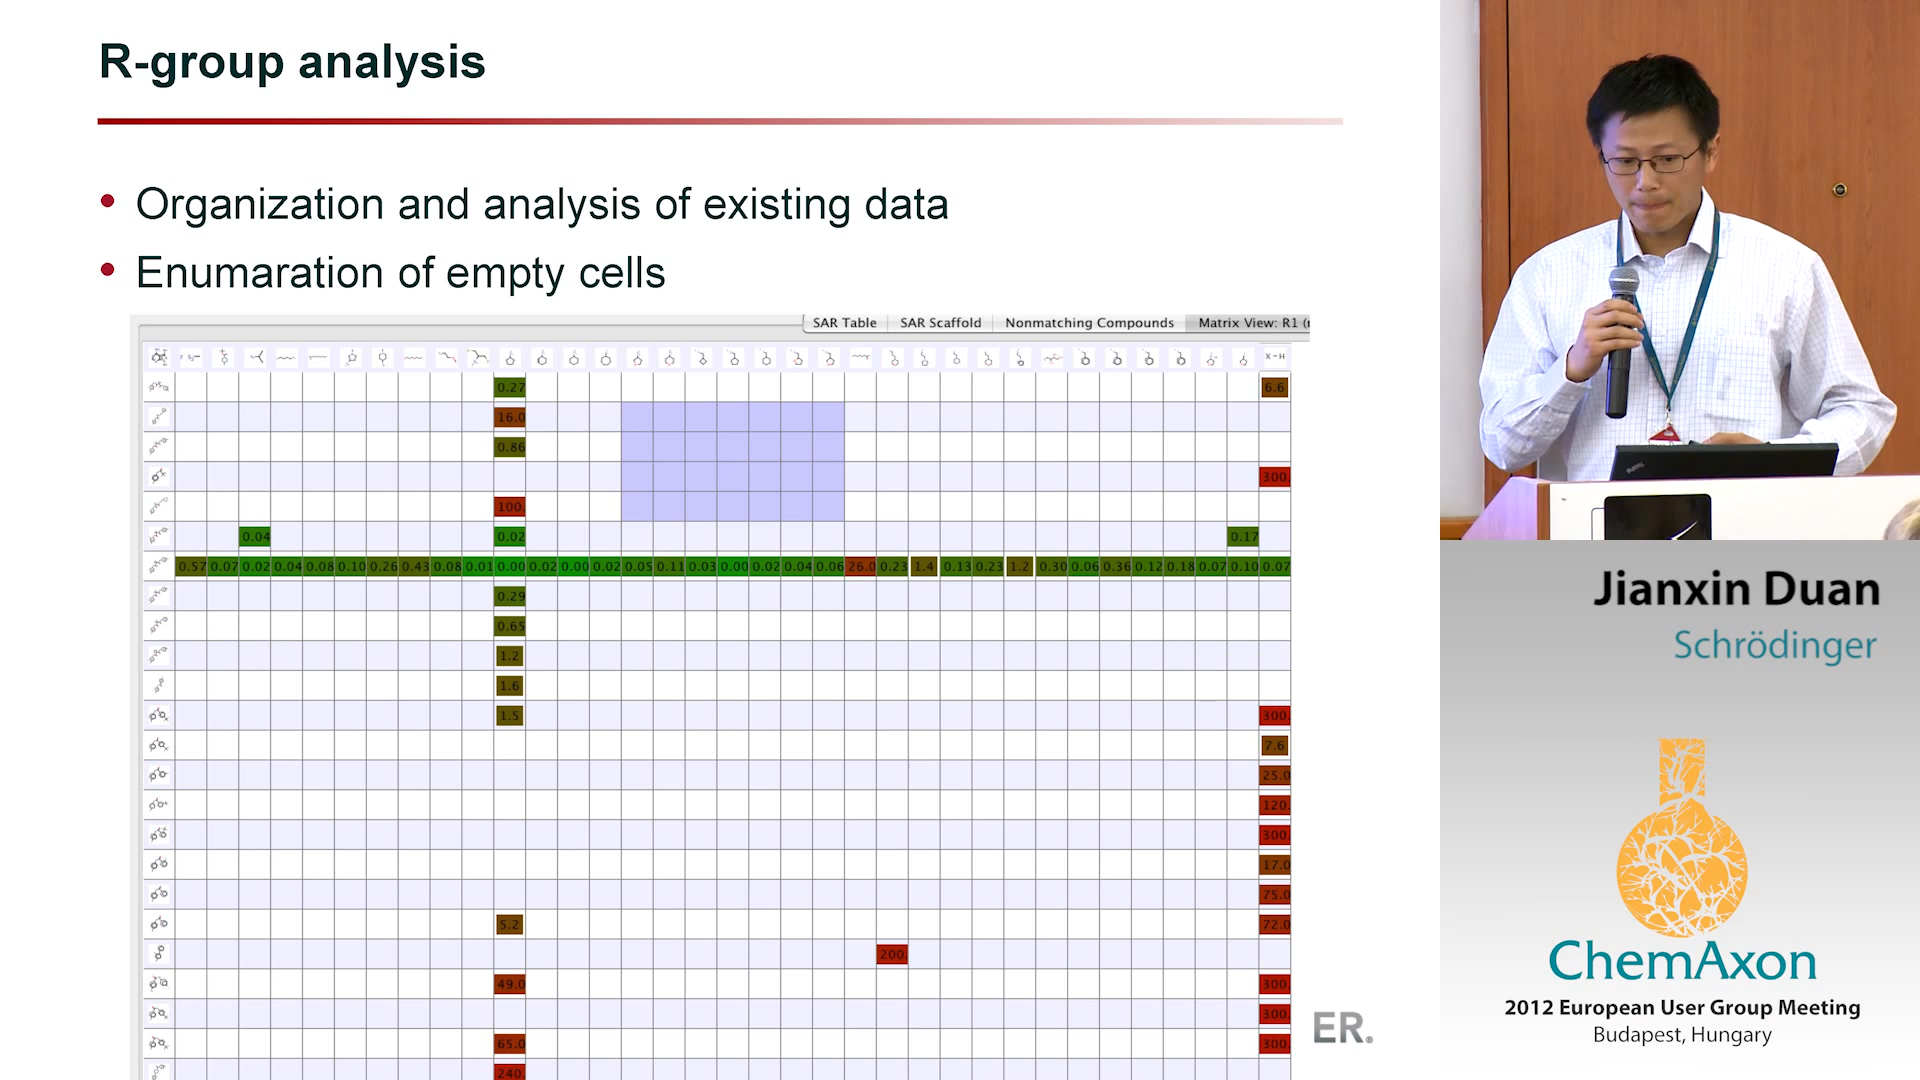 R-group analysis
• Organization and analysis of existing data
• Enumaration of empty cells
SAR Table SAR Scaffold Nonmatching Compounds Matrix View: R1
X-H
0.27 6.6
16.0
0.86
300.
100.
0.04 0.02 0.17
0.57 0.07 0.02 0.04 0.08 0.10 0.26 0.43 0.08 0.01 0.00 0.02 0.00 0.02 0.05 0.11 0.03 0.00 0.02 0.04 0.06 26.0 0.23 1.4 0.13 0.23 1.2 0.30 0.06 0.36 0.12 0.18 0.07 0.10 0.07
0.29
0.65
1.2
1.6
1.5 300.
7.6
25.0
120.
300.
17.0
75.0
5.2 72.0
200.
49.0 300.
300.
65.0 300.
240.
ER.
Jianxin Duan
Schrödinger
ChemAxon
2012 European User Group Meeting
Budapest, Hungary